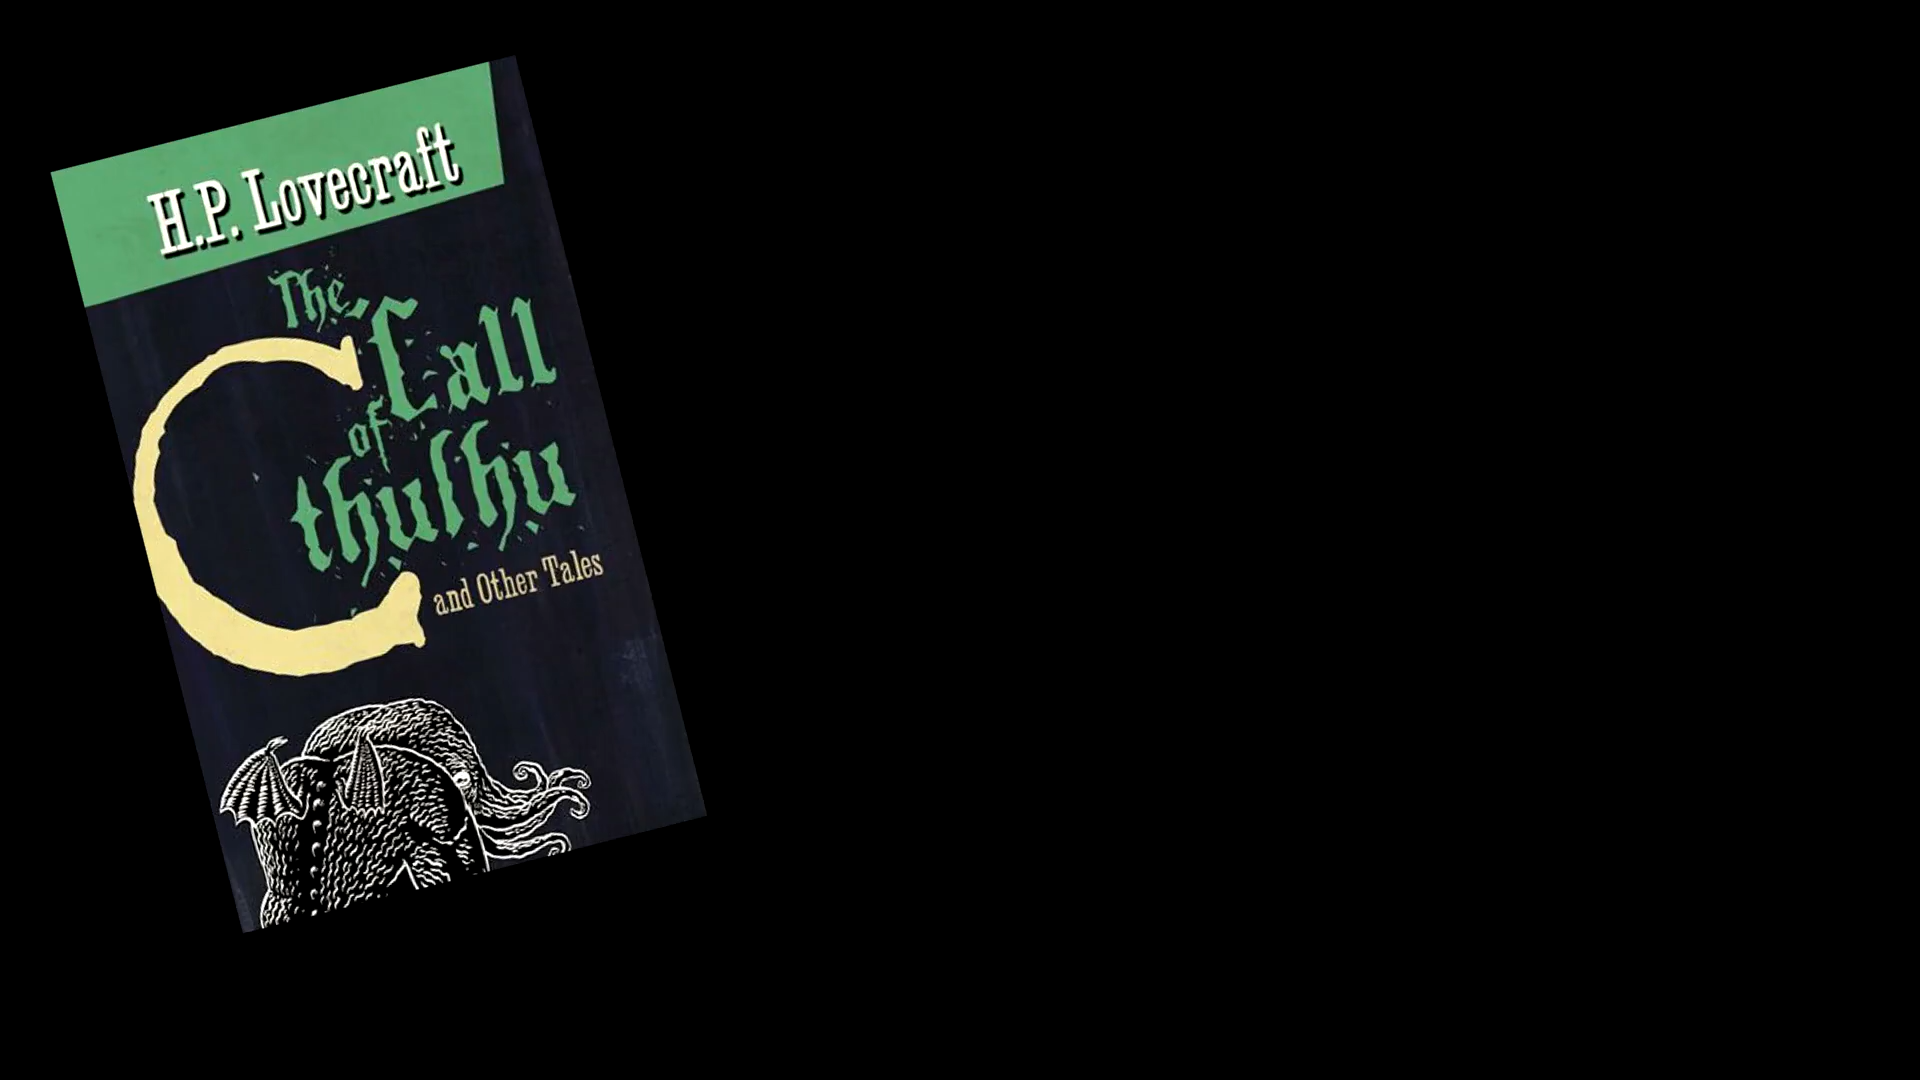 H.P. Lovecraft
The Call
of
Cthulhu
and Other Tales